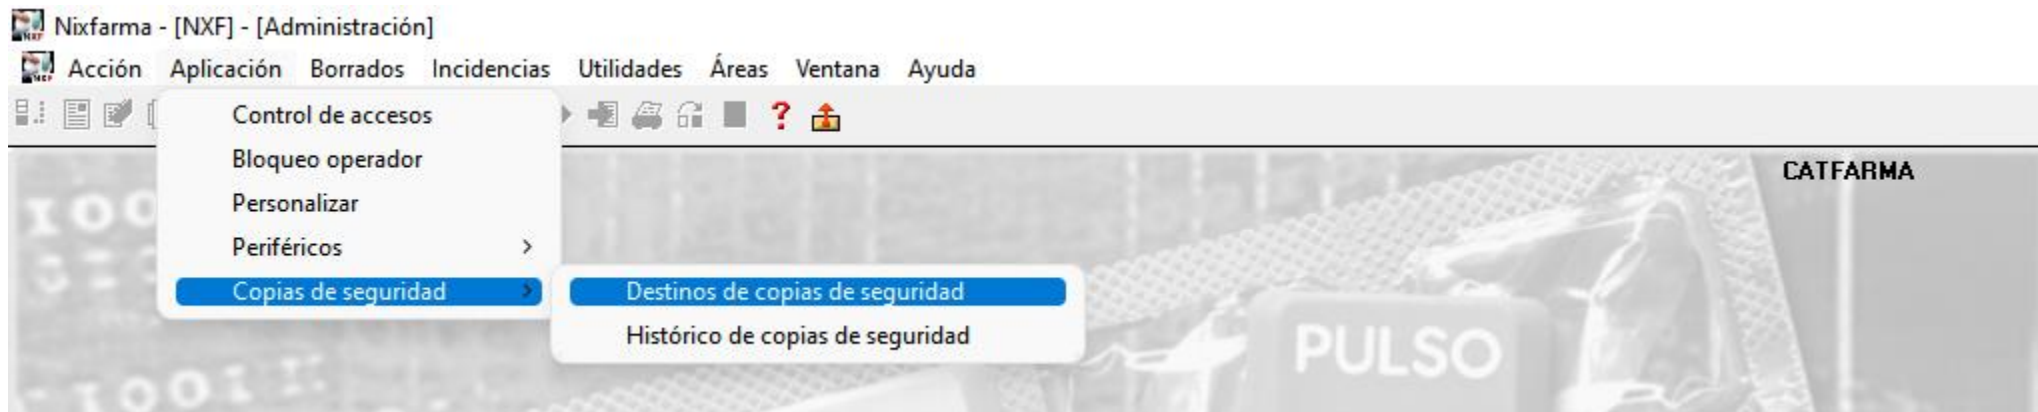 Nixfarma - [NXF] - [Administración]
Acción Aplicación Borrados Incidencias Utilidades Áreas Ventana Ayuda
Control de accesos
Bloqueo operador
Personalizar
Periféricos
Copias de seguridad
Destinos de copias de seguridad
Histórico de copias de seguridad
CATFARMA
PULSO